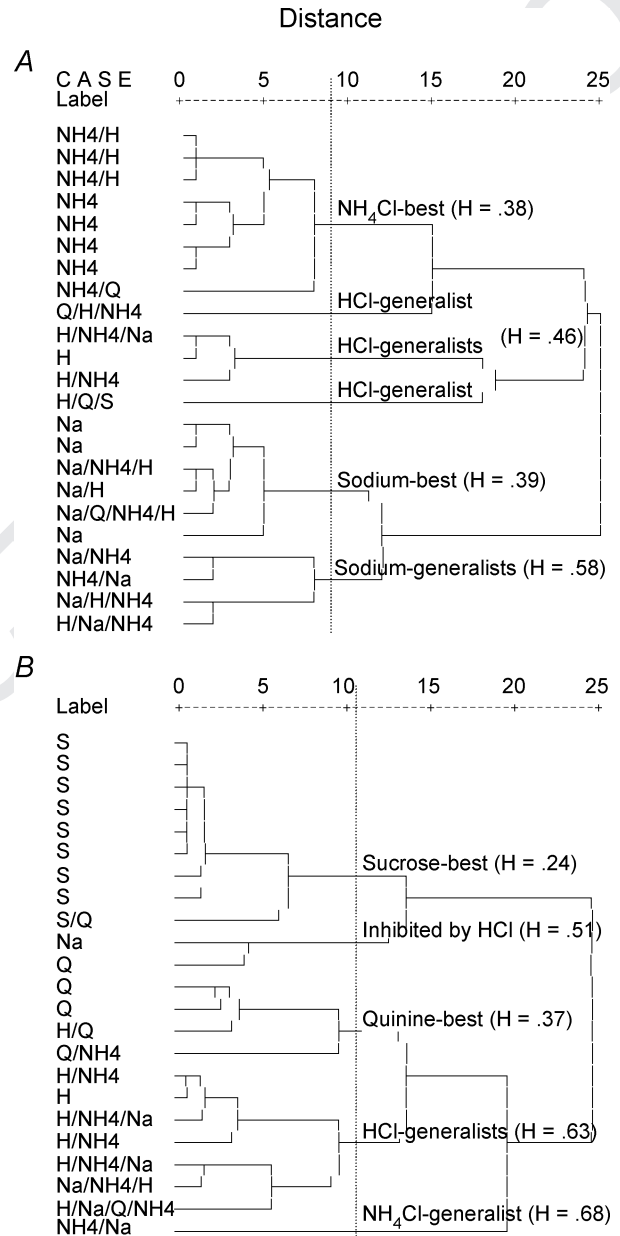 Distance
A
C A S E 0 5 10 15 20 25
Label
NH4/H
NH4/H
NH4/H
NH4
NH4Cl-best (H = .38)
NH4
NH4
NH4
NH4/Q
HCl-generalist
Q/H/NH4
H/NH4/Na
(H = .46)
HCl-generalists
H
H/NH4
HCl-generalist
H/Q/S
Na
Na
Na/NH4/H
Sodium-best (H = .39)
Na/H
Na/Q/NH4/H
Na
Na/NH4
Sodium-generalists (H = .58)
NH4/Na
Na/H/NH4
H/Na/NH4
B
0 5 10 15 20 25
Label
S
S
S
S
S
S
Sucrose-best (H = .24)
S
S
S/Q
Inhibited by HCl (H = .51)
Na
Q
Q
Q
Quinine-best (H = .37)
H/Q
Q/NH4
H/NH4
H
H/NH4/Na
HCl-generalists (H = .63)
H/NH4
H/NH4/Na
Na/NH4/H
H/Na/Q/NH4
NH4Cl-generalist (H = .68)
NH4/Na